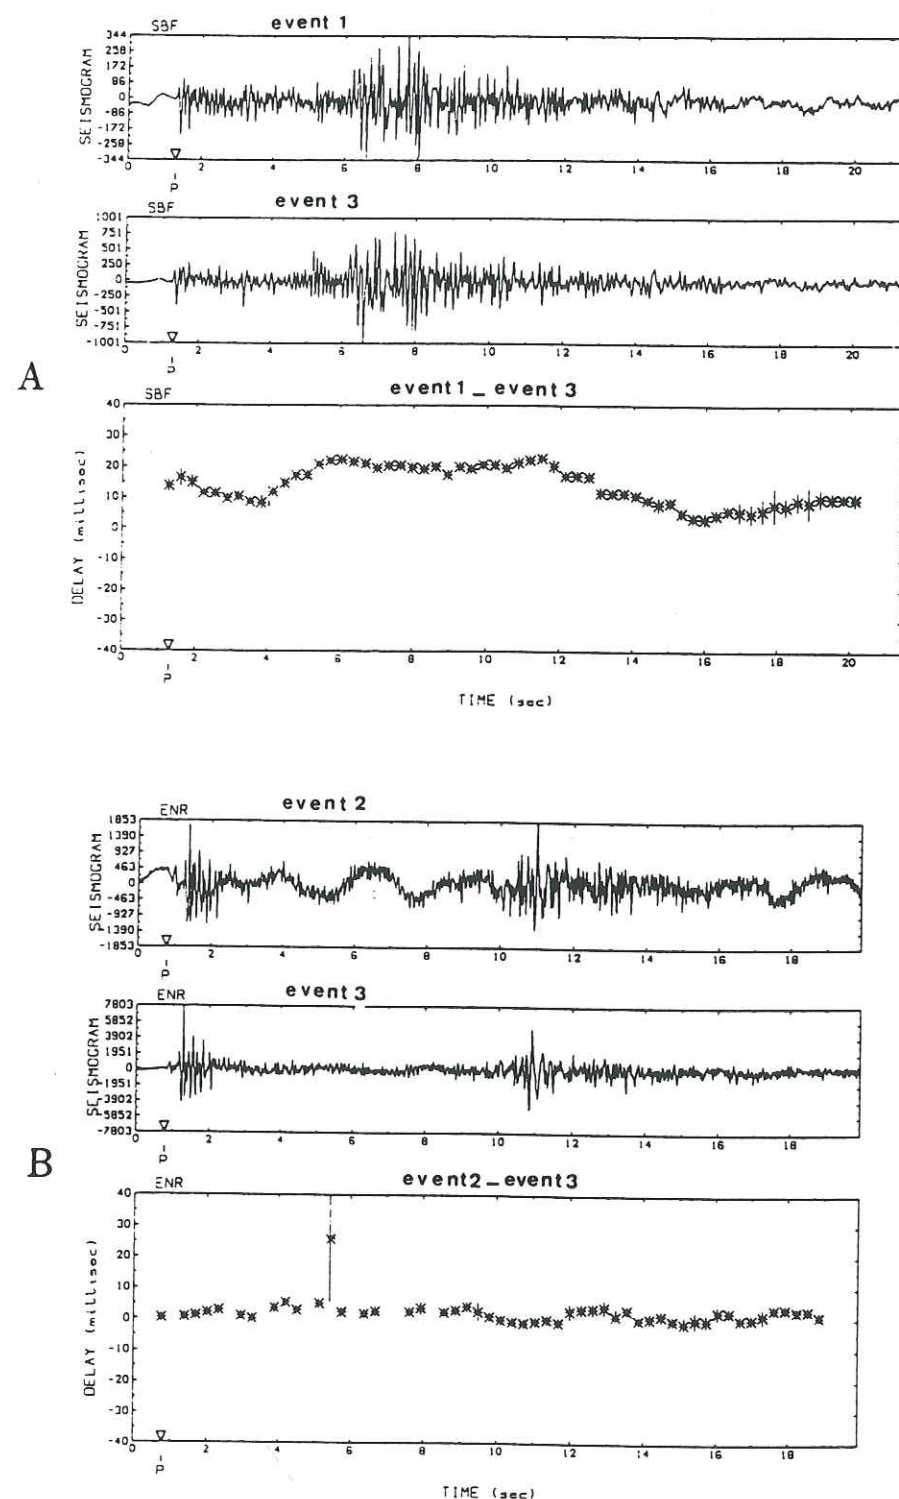 SBF event 1
SEISMOGRAM
344
258
172
86
0
-86
-172
-258
-344
2 4 6 8 10 12 14 16 18 20
P
SBF event 3
SEISMOGRAM
1001
751
501
250
0
-250
-501
-751
-1001
0 2 4 6 8 10 12 14 16 18 20
P
A
SBF event1_event3
DELAY (millisec)
40
30
20
10
0
-10
-20
-30
-40
0 2 4 6 8 10 12 14 16 18 20
P
TIME (sec)
ENR event 2
SEISMOGRAM
1853
1390
927
463
0
-463
-927
-1390
-1853
0 2 4 6 8 10 12 14 16 18
P
ENR event 3
SEISMOGRAM
7803
5852
3902
1951
0
-1951
-3902
-5852
-7803
0 2 4 6 8 10 12 14 16 18
P
B
ENR event2_event3
DELAY (millisec)
40
30
20
10
0
-10
-20
-30
-40
0 2 4 6 8 10 12 14 16 18
P
TIME (sec)